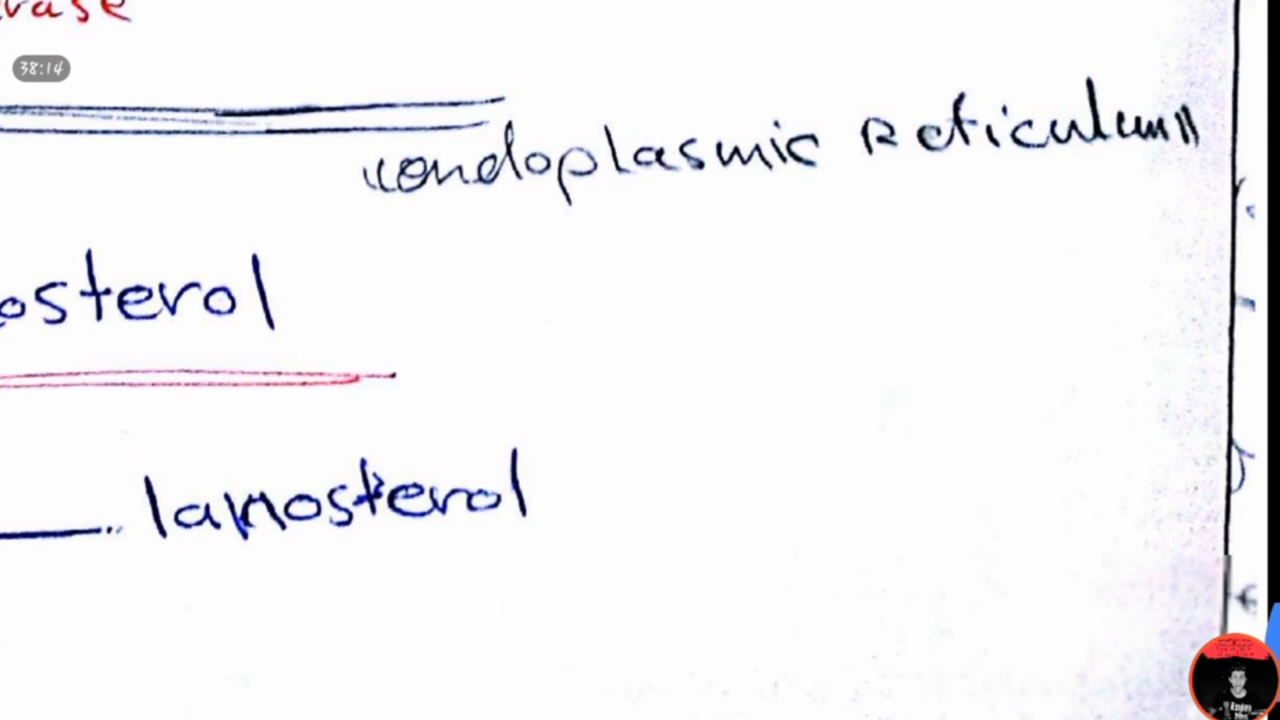 rase
38:14
"endoplasmic Reticulum"
osterol
lanosterol